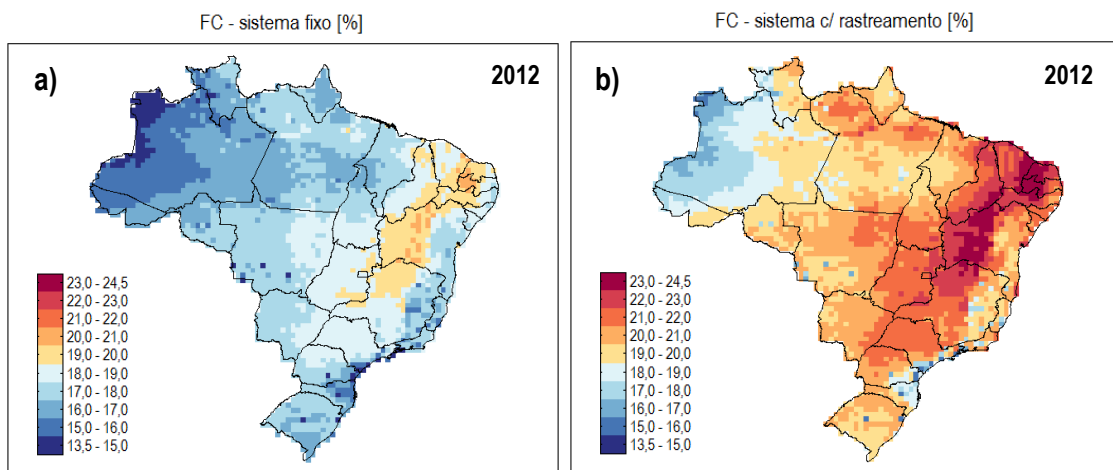 FC - sistema fixo [%]
a)
2012
23,0 - 24,5
22,0 - 23,0
21,0 - 22,0
20,0 - 21,0
19,0 - 20,0
18,0 - 19,0
17,0 - 18,0
16,0 - 17,0
15,0 - 16,0
13,5 - 15,0
FC - sistema c/ rastreamento [%]
b)
2012
23,0 - 24,5
22,0 - 23,0
21,0 - 22,0
20,0 - 21,0
19,0 - 20,0
18,0 - 19,0
17,0 - 18,0
16,0 - 17,0
15,0 - 16,0
13,5 - 15,0